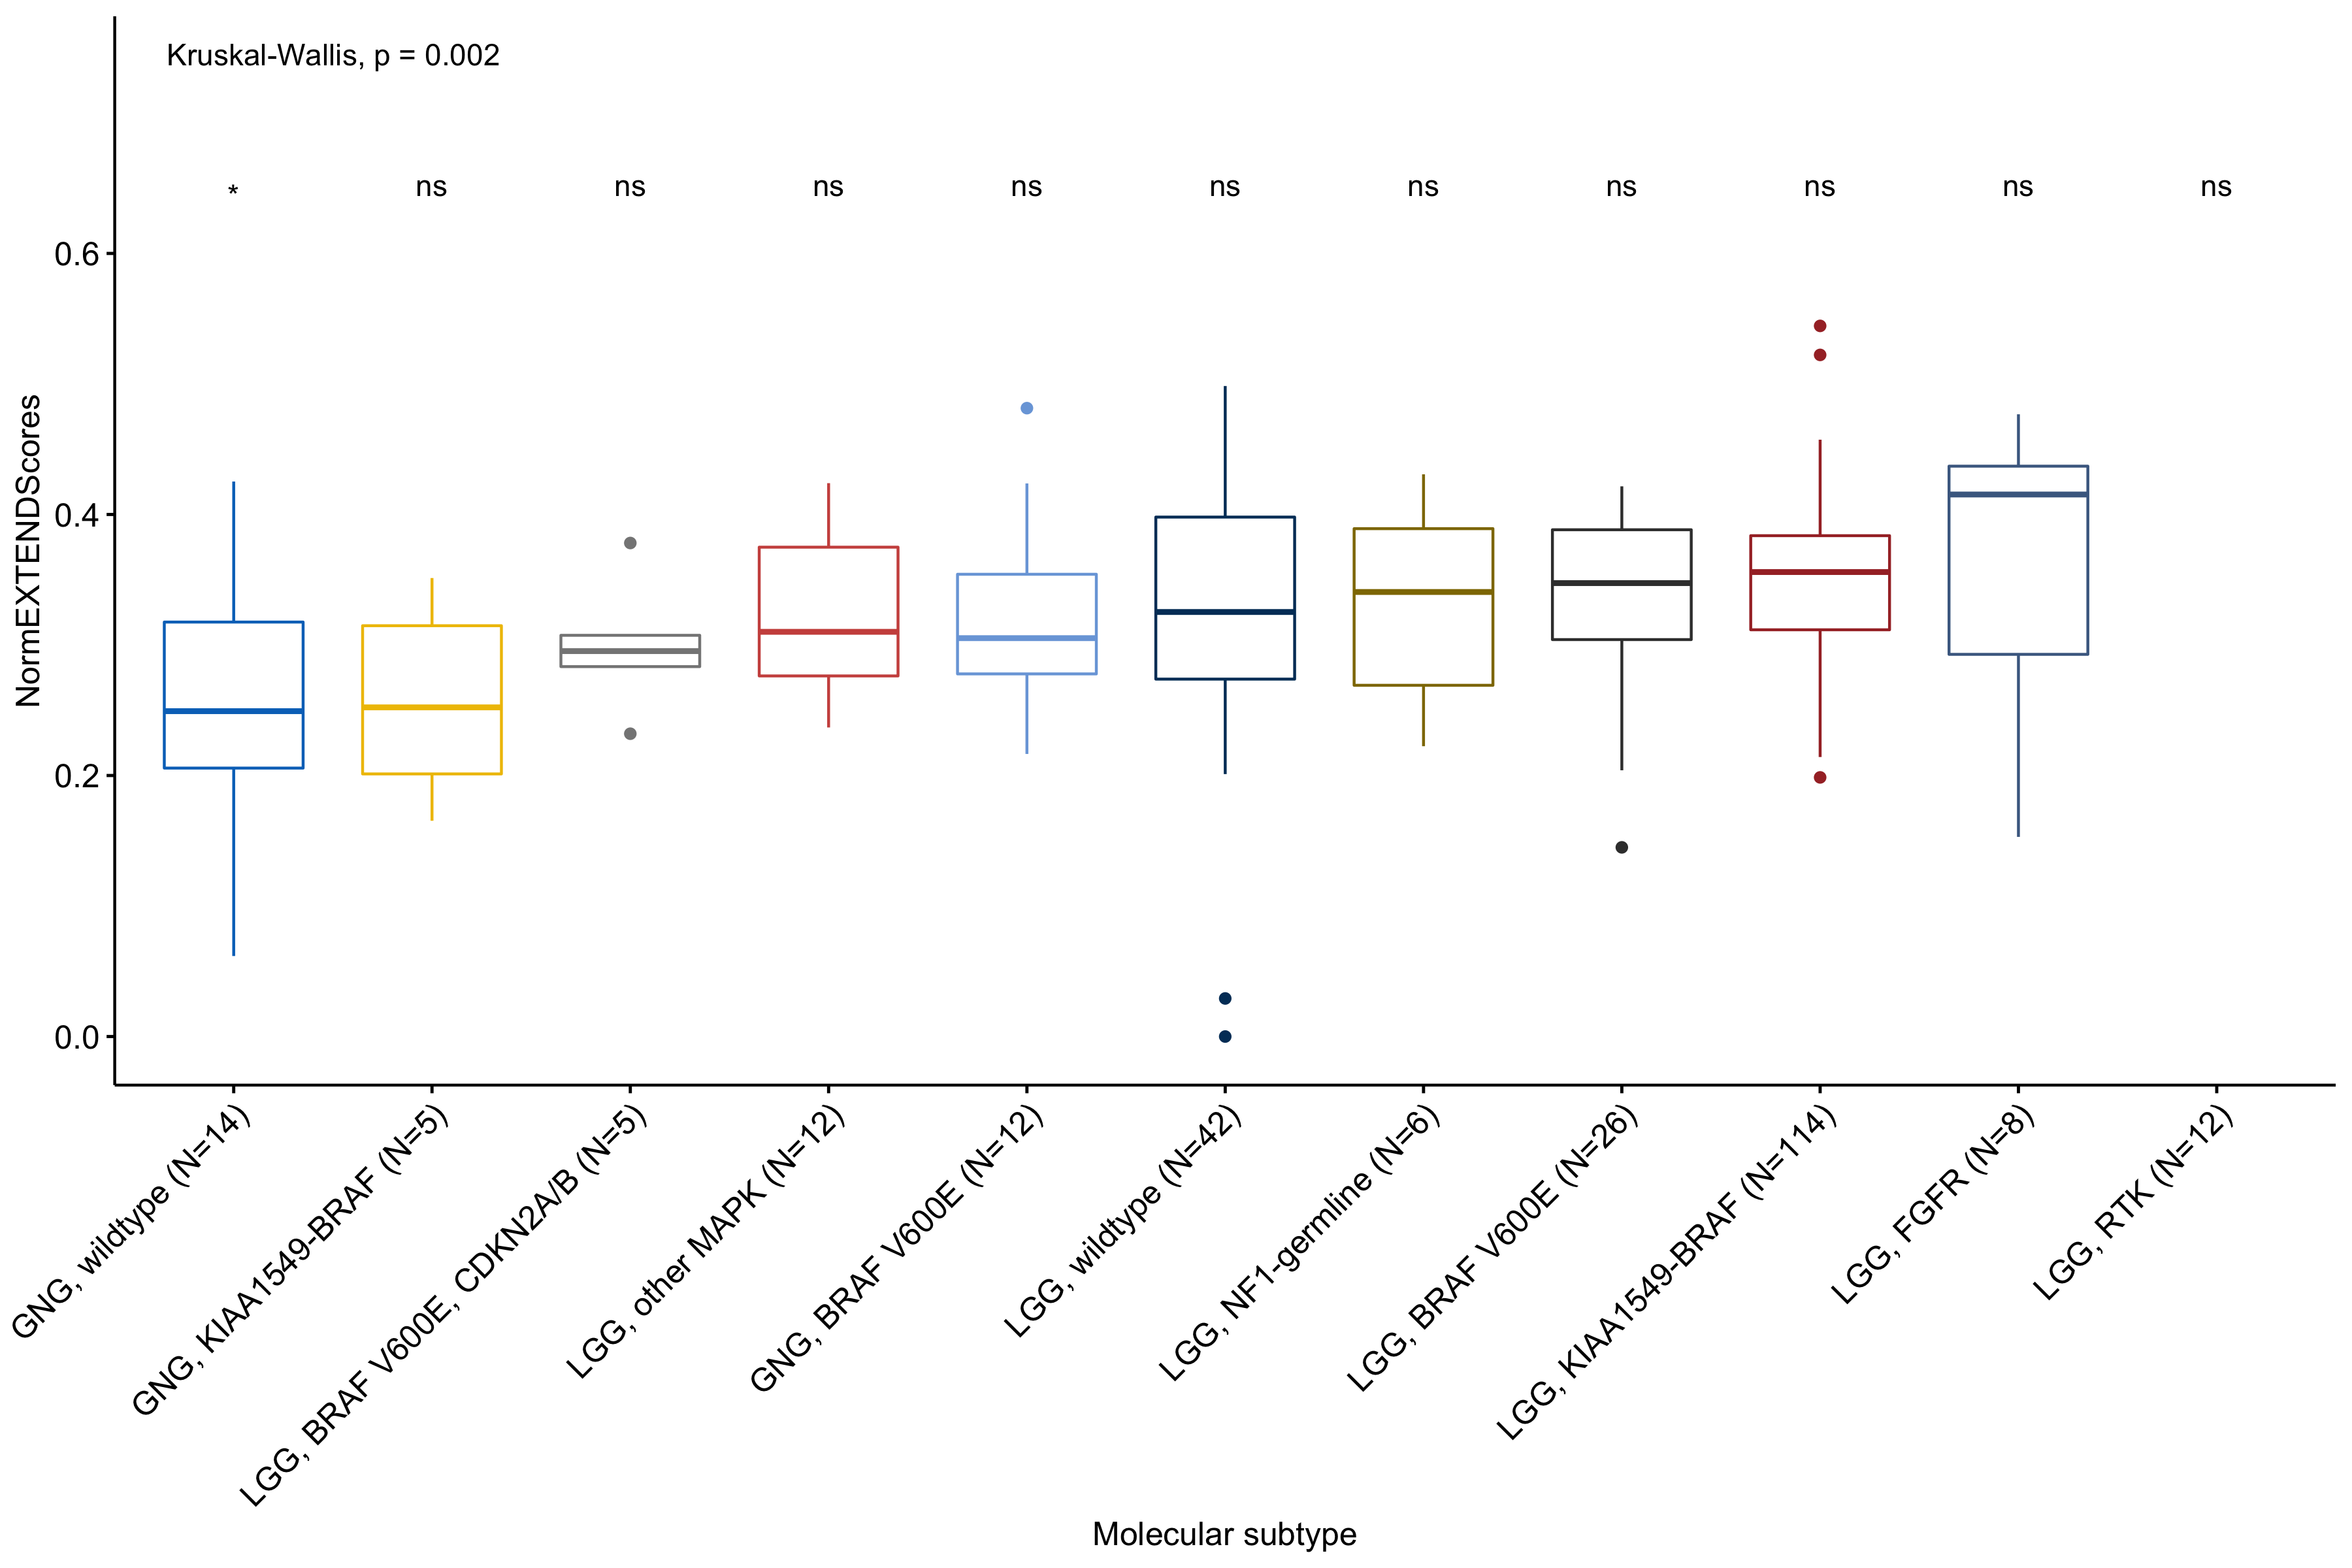 Kruskal-Wallis, p = 0.002
* ns ns ns ns ns ns ns ns ns ns
NormEXTENDScores
0.6
0.4
0.2
0.0
GNG, wildtype (N=14)
GNG, KIAA1549-BRAF (N=5)
LGG, BRAF V600E, CDKN2A/B (N=5)
LGG, other MAPK (N=12)
GNG, BRAF V600E (N=12)
LGG, wildtype (N=42)
LGG, NF1-germline (N=6)
LGG, BRAF V600E (N=26)
LGG, KIAA1549-BRAF (N=114)
LGG, FGFR (N=8)
LGG, RTK (N=12)
Molecular subtype